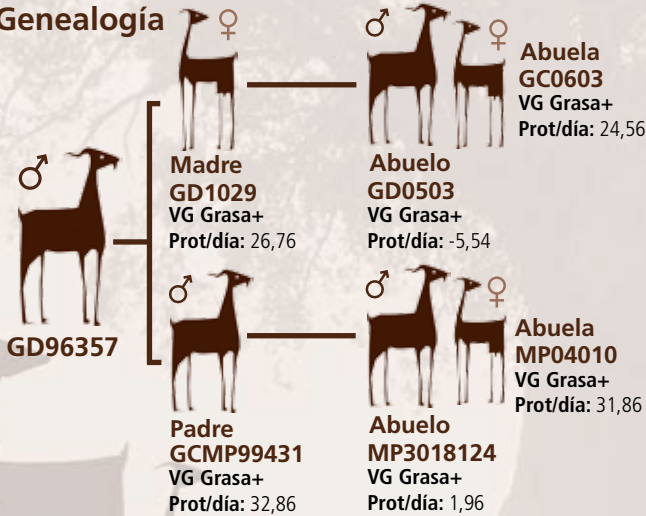 Genealogía
♀
♂
♀
Abuela
GC0603
VG Grasa+
Prot/día: 24,56
♂
Madre
GD1029
VG Grasa+
Prot/día: 26,76
Abuelo
GD0503
VG Grasa+
Prot/día: -5,54
GD96357
♂
♂
♀
Abuela
MP04010
VG Grasa+
Prot/día: 31,86
Padre
GCMP99431
VG Grasa+
Prot/día: 32,86
Abuelo
MP3018124
VG Grasa+
Prot/día: 1,96